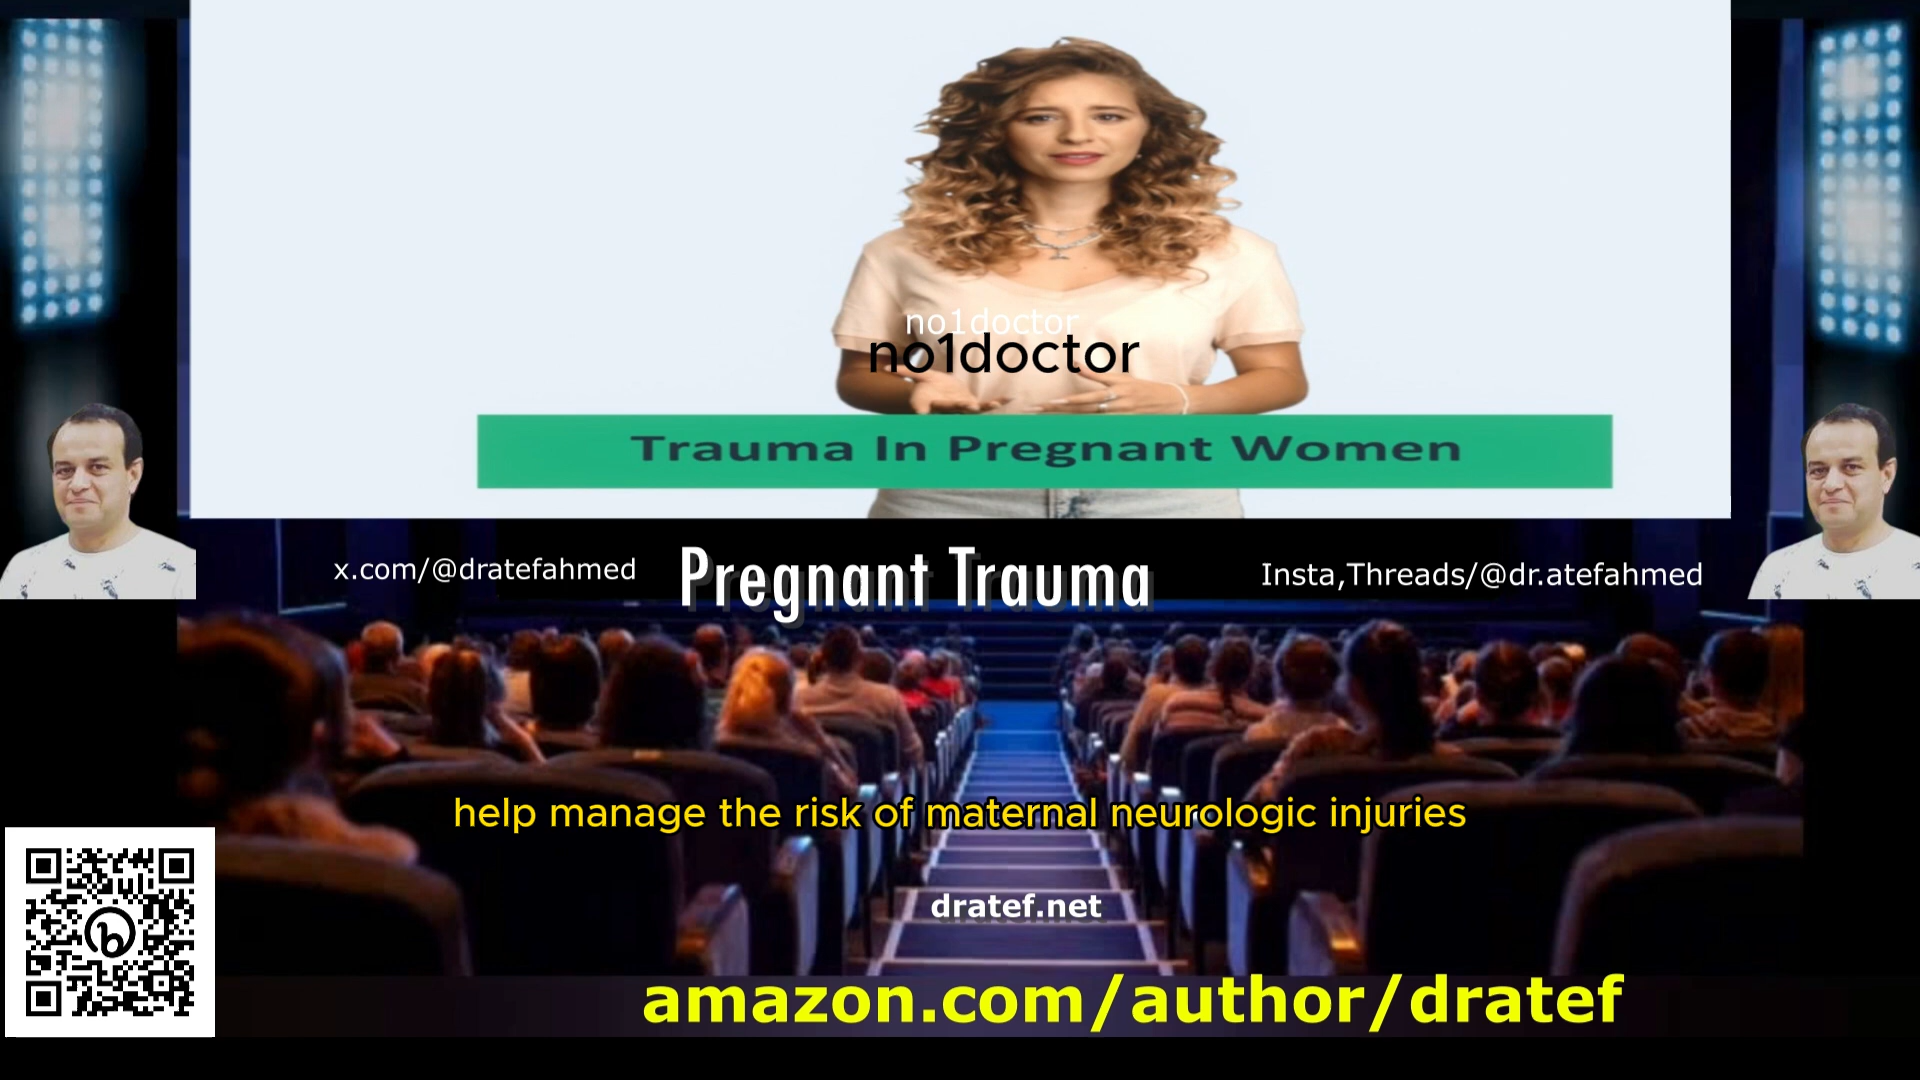 no1doctor
no1doctor
Trauma In Pregnant Women
x.com/@dratefahmed
Pregnant Trauma
Insta,Threads/@dr.atefahmed
help manage the risk of maternal neurologic injuries
dratef.net
amazon.com/author/dratef